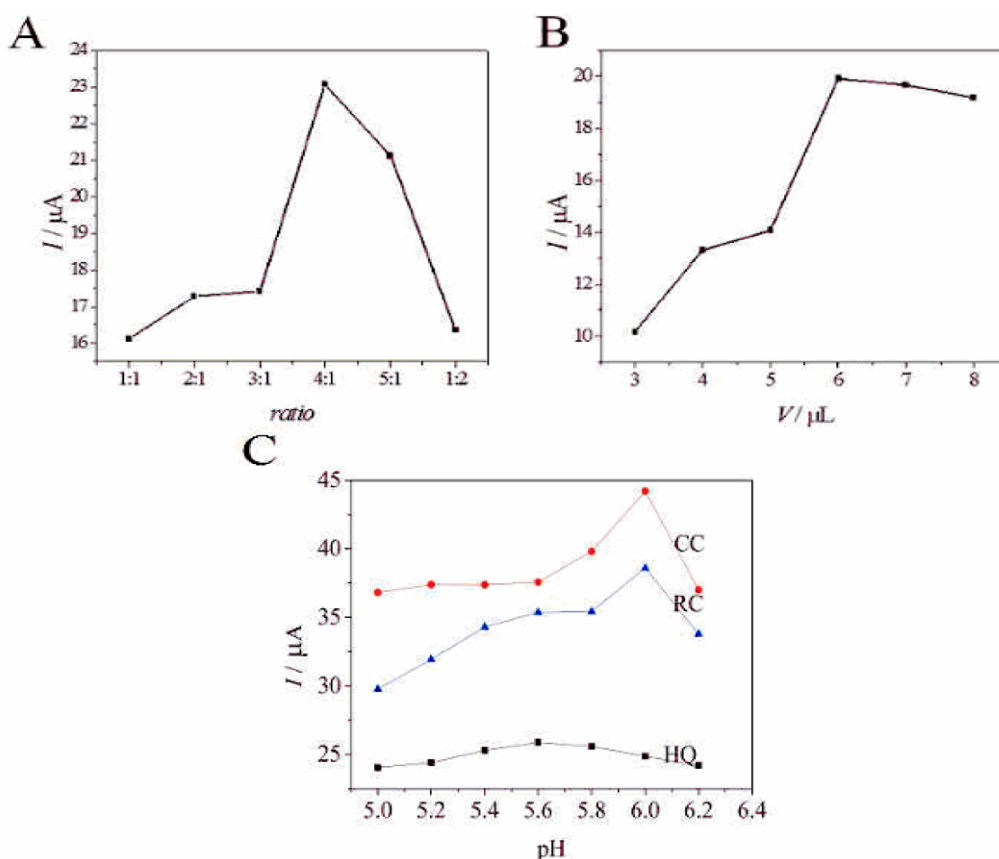 A
24
23
22
21
20
19
18
17
16
I / μA
1:1 2:1 3:1 4:1 5:1 1:2
ratio
B
20
18
16
14
12
10
I / μA
3 4 5 6 7 8
V / μL
C
45
40
35
30
25
I / μA
CC
RC
HQ
5.0 5.2 5.4 5.6 5.8 6.0 6.2 6.4
pH